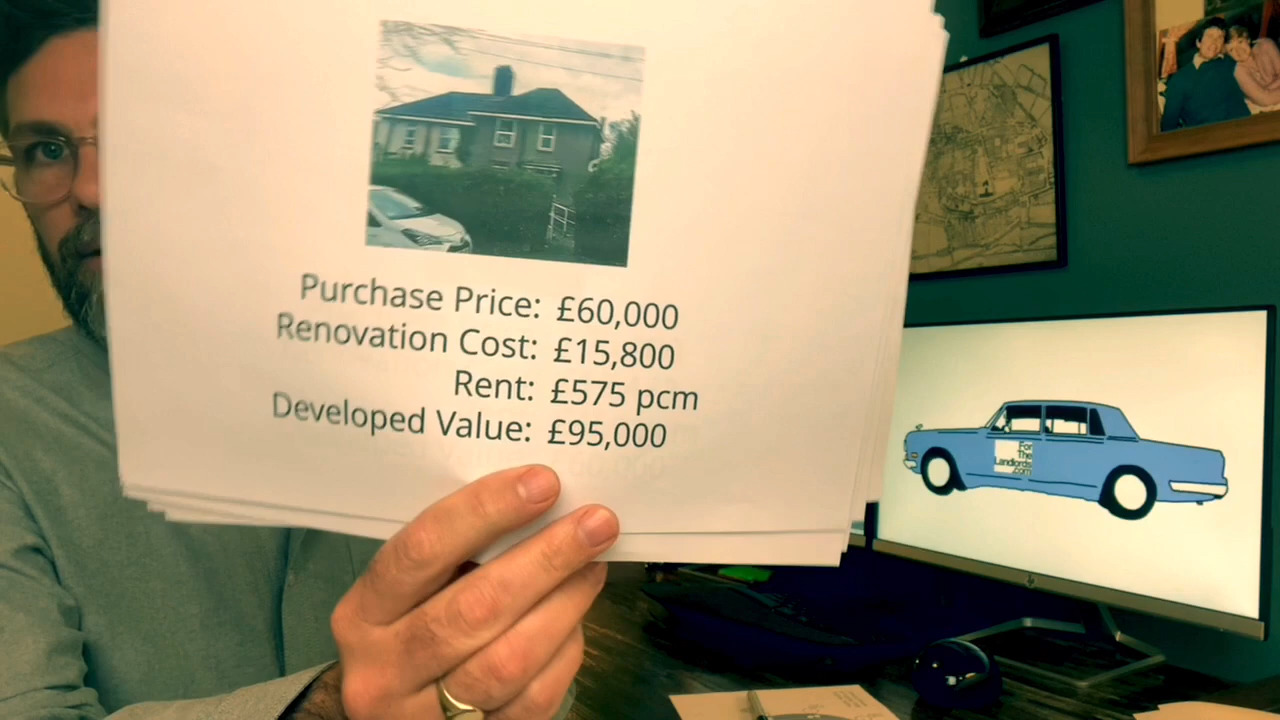 Purchase Price: £60,000
Renovation Cost: £15,800
Rent: £575 pcm
Developed Value: £95,000
For
The
Landlords
.com